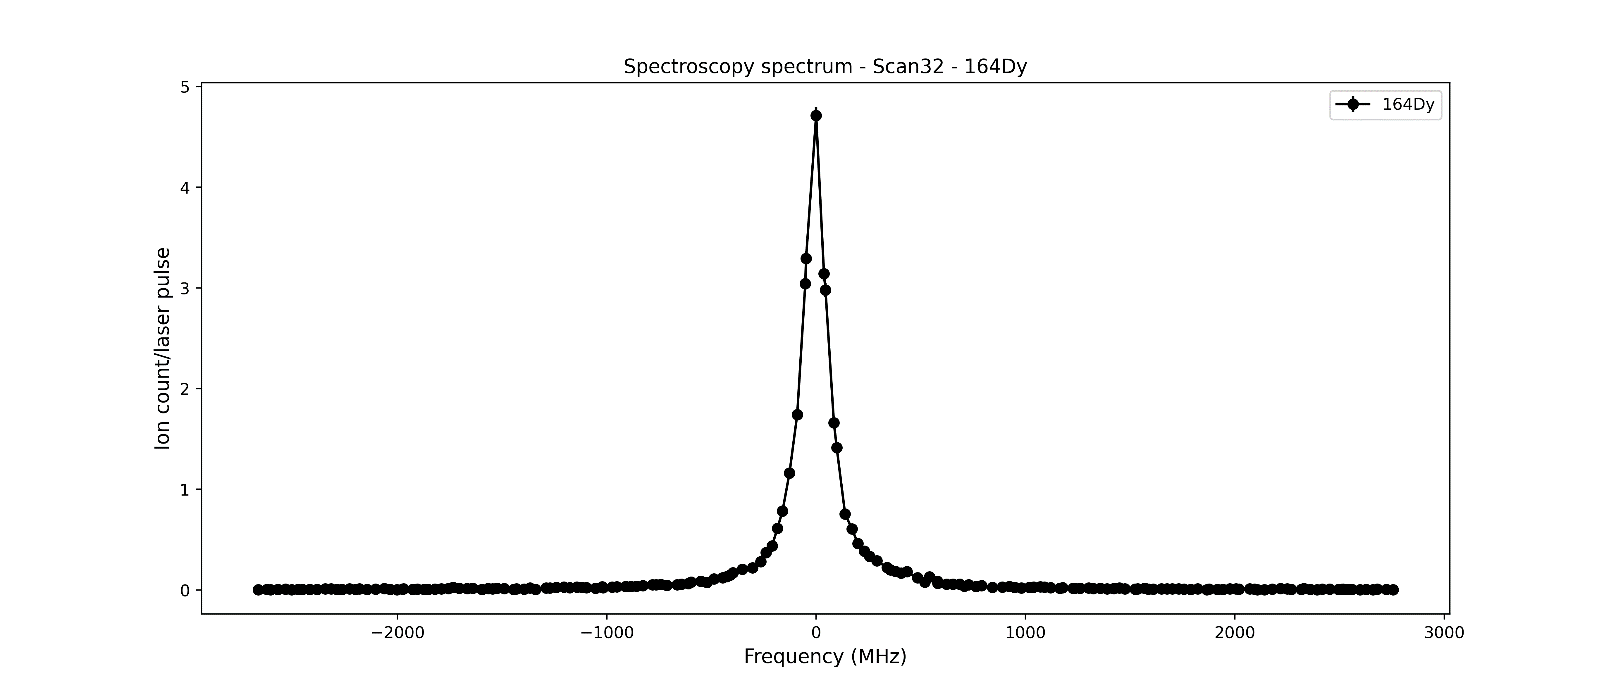 Spectroscopy spectrum - Scan32 - 164Dy
164Dy
5
4
3
2
1
0
Ion count/laser pulse
−2000 −1000 0 1000 2000 3000
Frequency (MHz)